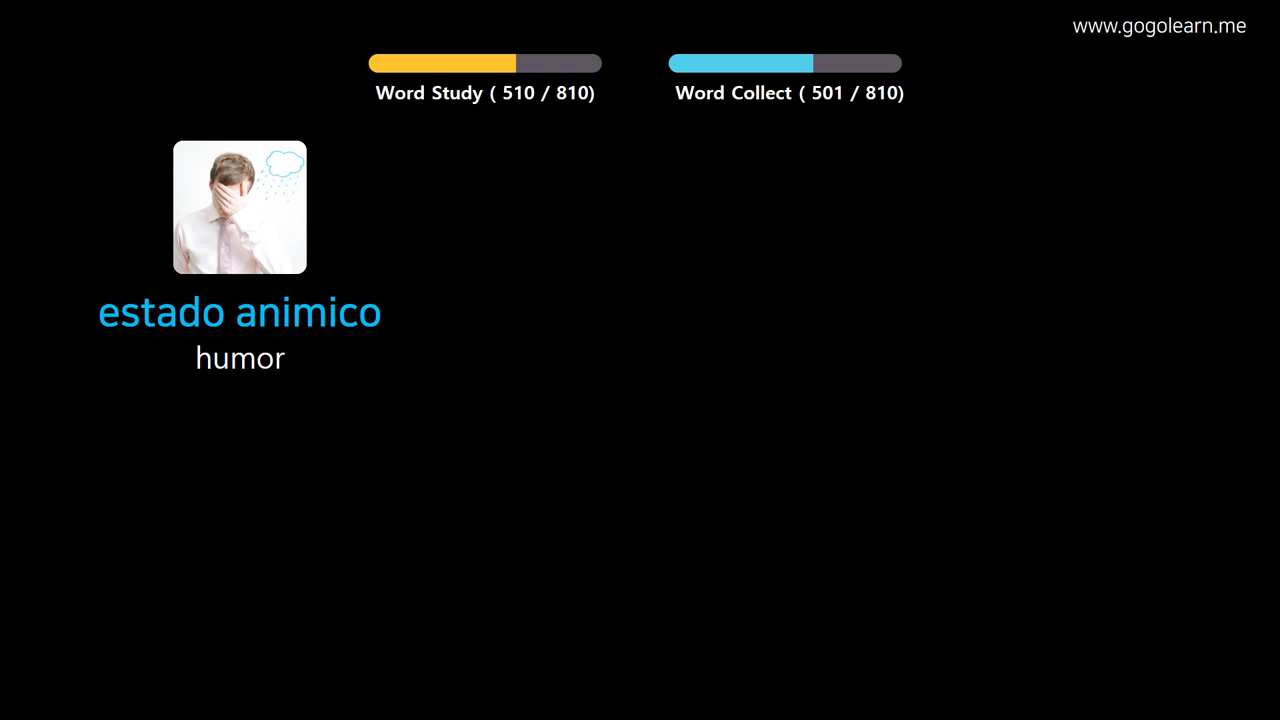 www.gogolearn.me
Word Study ( 510 / 810)
Word Collect ( 501 / 810)
estado animico
humor